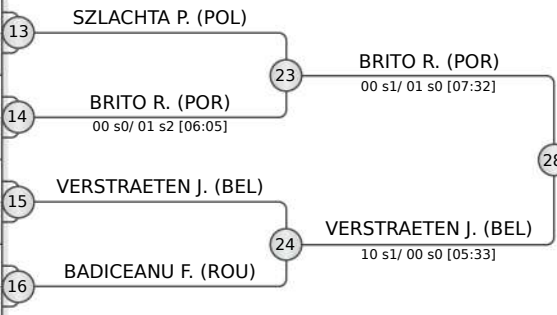 SZLACHTA P. (POL)
13
23
BRITO R. (POR)
00 s1/ 01 s0 [07:32]
BRITO R. (POR)
14
00 s0/ 01 s2 [06:05]
28
VERSTRAETEN J. (BEL)
15
24
VERSTRAETEN J. (BEL)
10 s1/ 00 s0 [05:33]
BADICEANU F. (ROU)
16